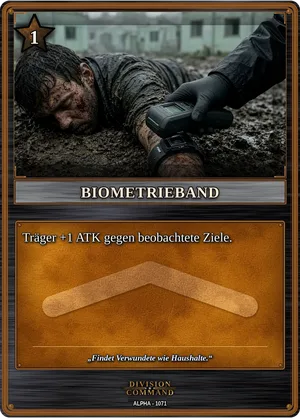 1
BIOMETRIEBAND
Träger +1 ATK gegen beobachtete Ziele.
„Findet Verwundete wie Haushalte.“
DIVISION
COMMAND
ALPHA - 1071